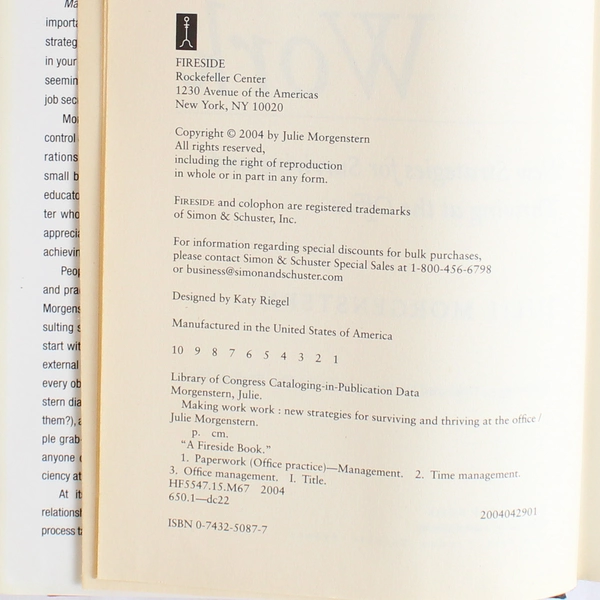 Ma
importa
strateg
in your
seemin
job sec
Mor
control
rations
small b
educato
ter who
apprecia
achievin
Peop
and pra
Morgens
sulting s
start wit
external
every ob
stern dia
them?), a
ple grab
anyone c
ciency at
At it
relations
process ta
FIRESIDE
Rockefeller Center
1230 Avenue of the Americas
New York, NY 10020
Copyright © 2004 by Julie Morgenstern
All rights reserved,
including the right of reproduction
in whole or in part in any form.
FIRESIDE and colophon are registered trademarks
of Simon & Schuster, Inc.
For information regarding special discounts for bulk purchases,
please contact Simon & Schuster Special Sales at 1-800-456-6798
or business@simonandschuster.com
Designed by Katy Riegel
Manufactured in the United States of America
10 9 8 7 6 5 4 3 2 1
Library of Congress Cataloging-in-Publication Data
Morgenstern, Julie.
Making work work : new strategies for surviving and thriving at the office /
Julie Morgenstern.
p. cm.
"A Fireside Book."
1. Paperwork (Office practice)—Management. 2. Time management.
3. Office management. I. Title.
HF5547.15.M67 2004
650.1—dc22
2004042901
ISBN 0-7432-5087-7